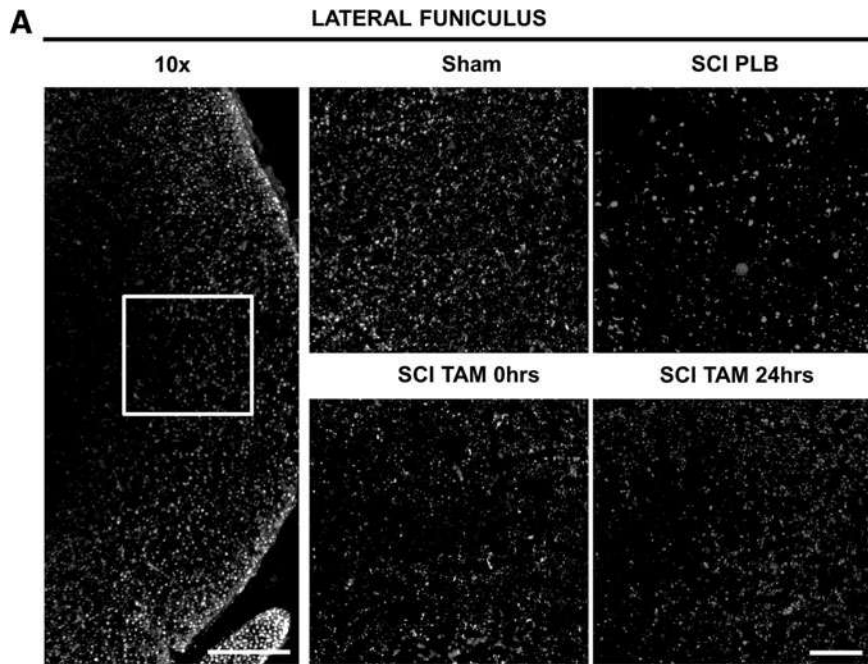 A
LATERAL FUNICULUS
10x
Sham
SCI PLB
SCI TAM 0hrs
SCI TAM 24hrs